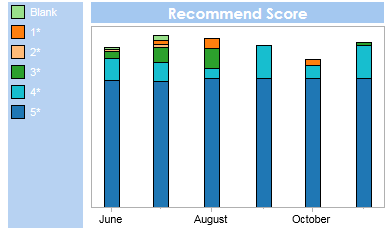 Recommend Score
Blank
1*
2*
3*
4*
5*
June
August
October